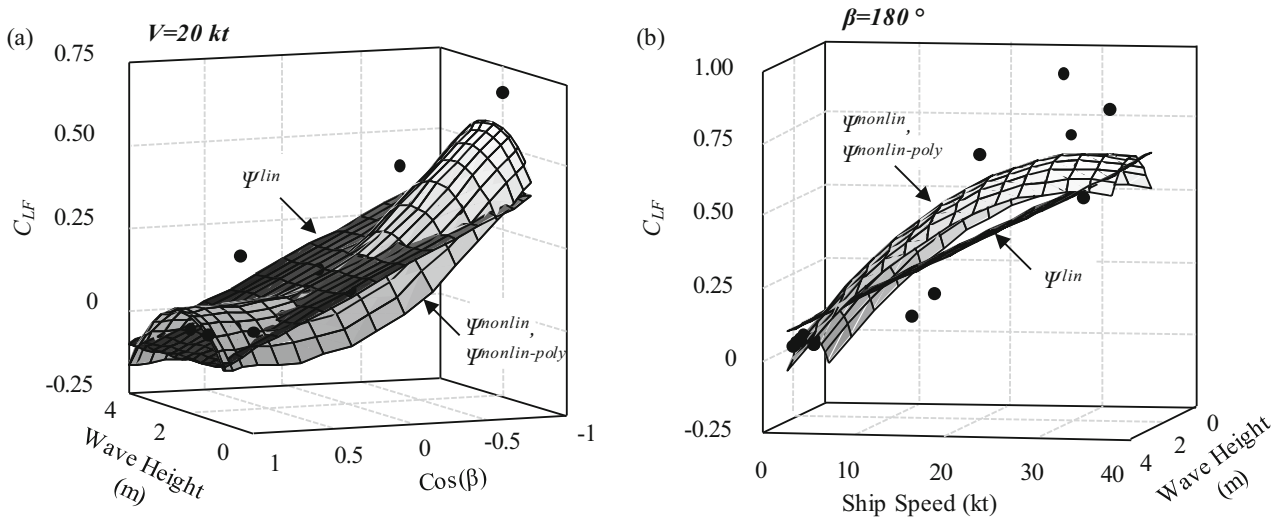 (a)
V=20 kt
0.75
0.50
0.25
0
-0.25
C_LF
Ψ^lin
Ψ^nonlin,
Ψ^nonlin-poly
4
2
0
Wave Height
(m)
1
0.5
0
-0.5
-1
Cos(β)
(b)
β=180 °
1.00
0.75
0.50
0.25
0
-0.25
C_LF
Ψ^nonlin,
Ψ^nonlin-poly
Ψ^lin
0
10
20
30
40
Ship Speed (kt)
4
2
0
Wave Height
(m)